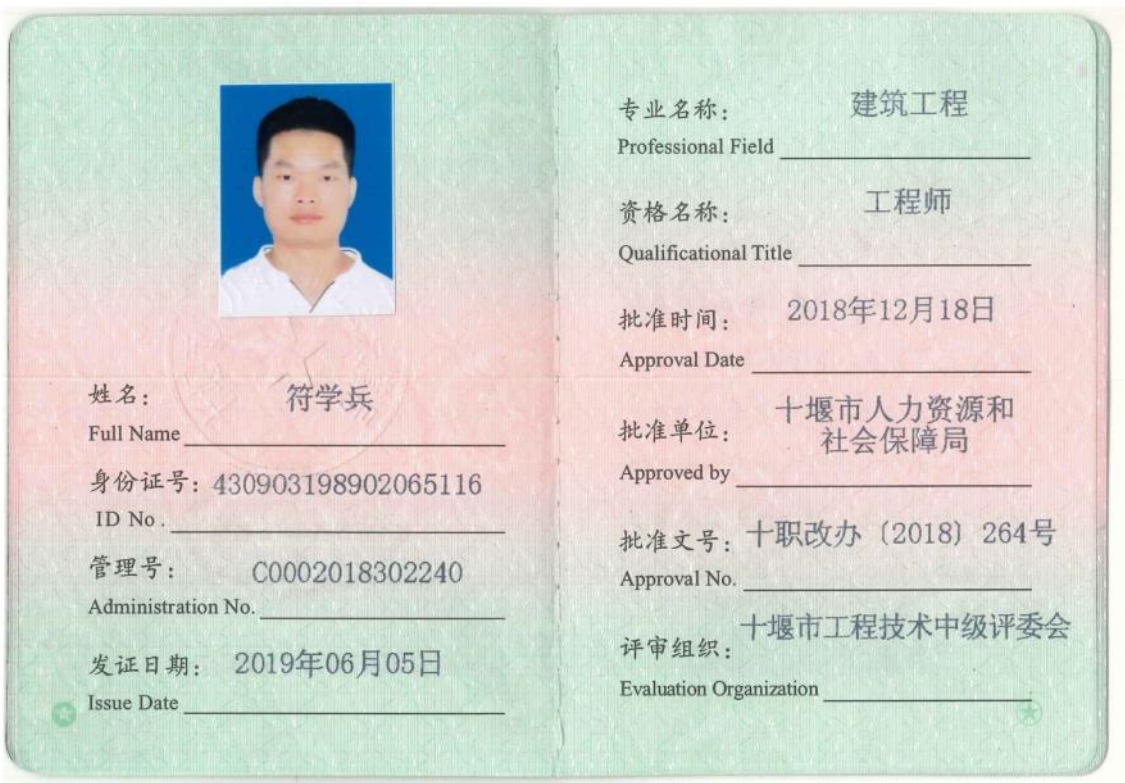 姓名： 符学兵
Full Name
身份证号： 430903198902065116
ID No .
管理号： C0002018302240
Administration No.
发证日期： 2019年06月05日
Issue Date
专业名称： 建筑工程
Professional Field
资格名称： 工程师
Qualificational Title
批准时间： 2018年12月18日
Approval Date
批准单位： 十堰市人力资源和
社会保障局
Approved by
批准文号： 十职改办〔2018〕264号
Approval No.
评审组织： 十堰市工程技术中级评委会
Evaluation Organization